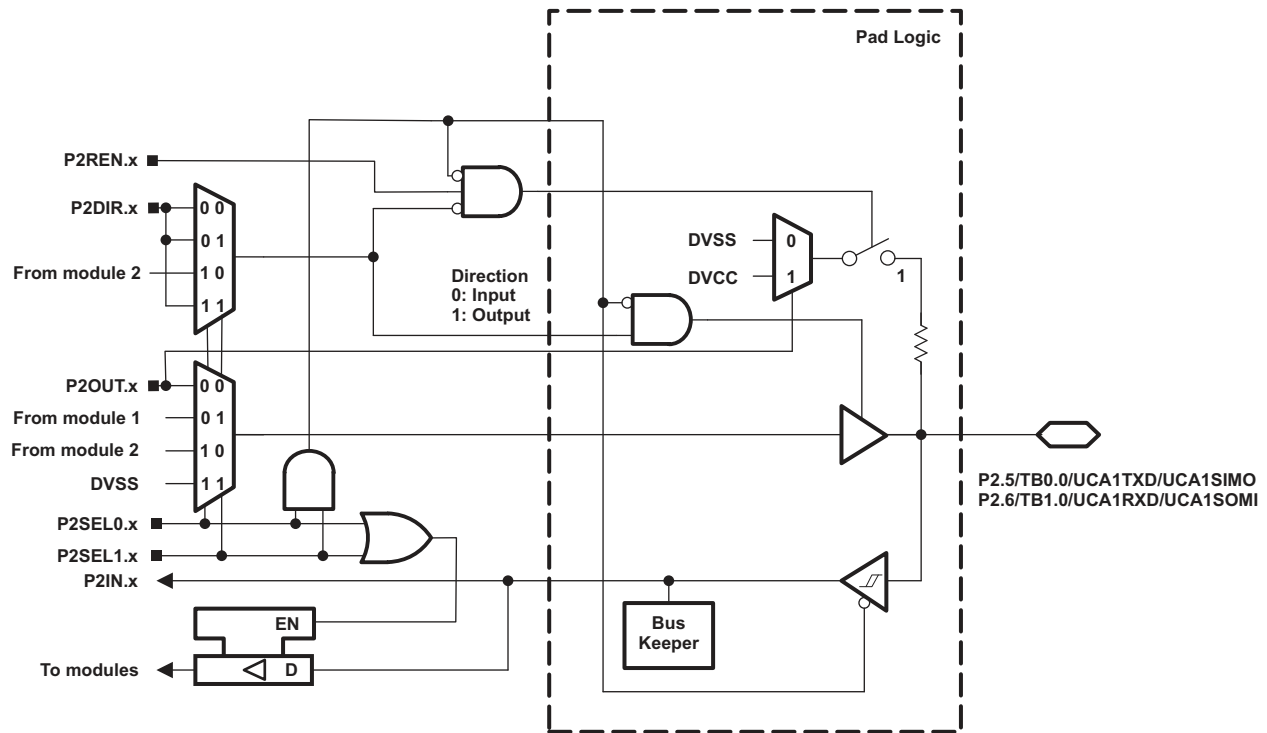 Pad Logic
P2REN.x
P2DIR.x
0 0
0 1
From module 2
1 0
1 1
Direction
0: Input
1: Output
DVSS
0
DVCC
1
1
P2OUT.x
0 0
From module 1
0 1
From module 2
1 0
DVSS
1 1
P2SEL0.x
P2SEL1.x
P2IN.x
EN
D
To modules
Bus
Keeper
P2.5/TB0.0/UCA1TXD/UCA1SIMO
P2.6/TB1.0/UCA1RXD/UCA1SOMI